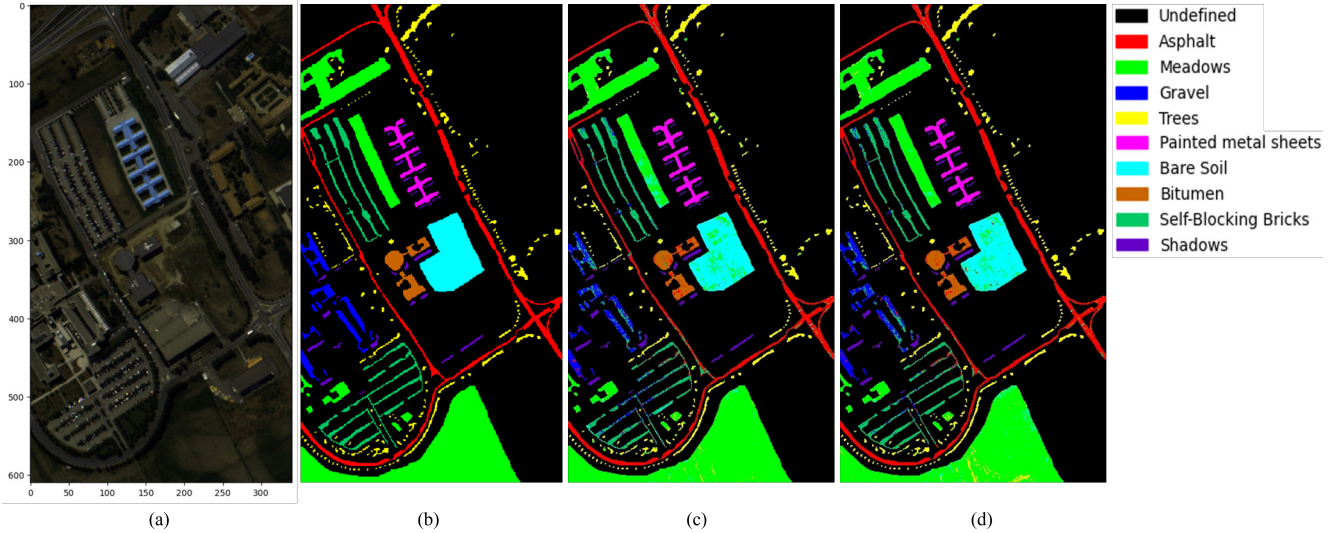 0
100
200
300
400
500
600
0 50 100 150 200 250 300
Undefined
Asphalt
Meadows
Gravel
Trees
Painted metal sheets
Bare Soil
Bitumen
Self-Blocking Bricks
Shadows
(a) (b) (c) (d)